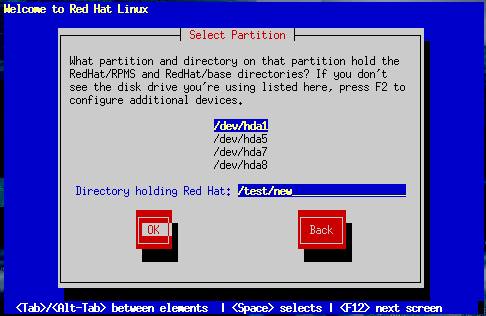 Welcome to Red Hat Linux
Select Partition
What partition and directory on that partition hold the
RedHat/RPMS and RedHat/base directories? If you don't
see the disk drive you're using listed here, press F2 to
configure additional devices.
/dev/hda1
/dev/hda5
/dev/hda7
/dev/hda8
Directory holding Red Hat: /test/new
OK Back
<Tab>/<Alt-Tab> between elements | <Space> selects | <F12> next screen